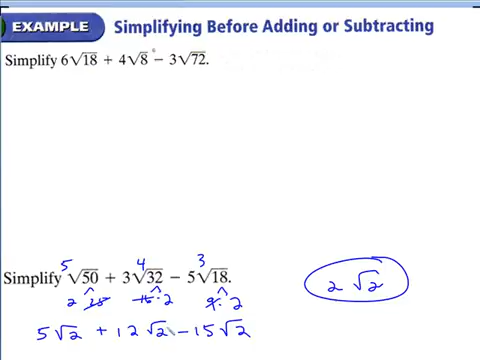 EXAMPLE Simplifying Before Adding or Subtracting
Simplify 6√18 + 4√8 − 3√72.
5 4 3
Simplify √50 + 3√32 − 5√18.
2 25 16·2 9·2
2√2
5√2 + 12√2 − 15√2